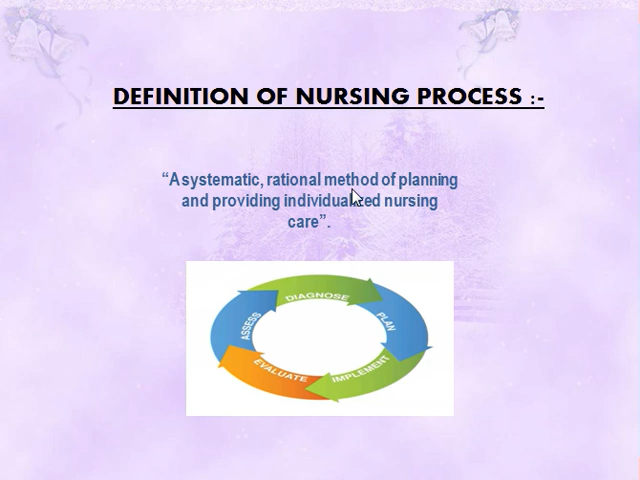 DEFINITION OF NURSING PROCESS :-
“A systematic, rational method of planning
and providing individualized nursing
care”.
DIAGNOSE
ASSESS
PLAN
EVALUATE
IMPLEMENT